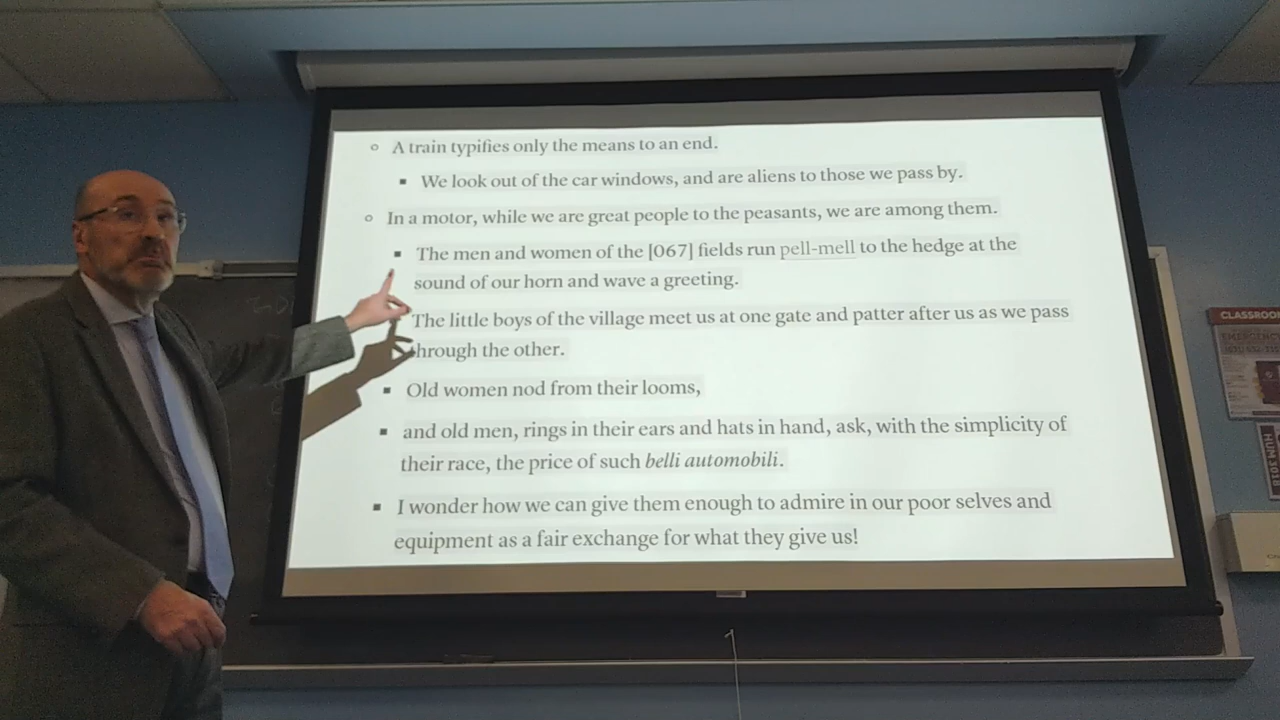 A train typifies only the means to an end.
We look out of the car windows, and are aliens to those we pass by.
In a motor, while we are great people to the peasants, we are among them.
The men and women of the [067] fields run pell-mell to the hedge at the
sound of our horn and wave a greeting.
The little boys of the village meet us at one gate and patter after us as we pass
through the other.
Old women nod from their looms,
and old men, rings in their ears and hats in hand, ask, with the simplicity of
their race, the price of such belli automobili.
I wonder how we can give them enough to admire in our poor selves and
equipment as a fair exchange for what they give us!
CLASSROOM
EMERGENCY
HUM 3018